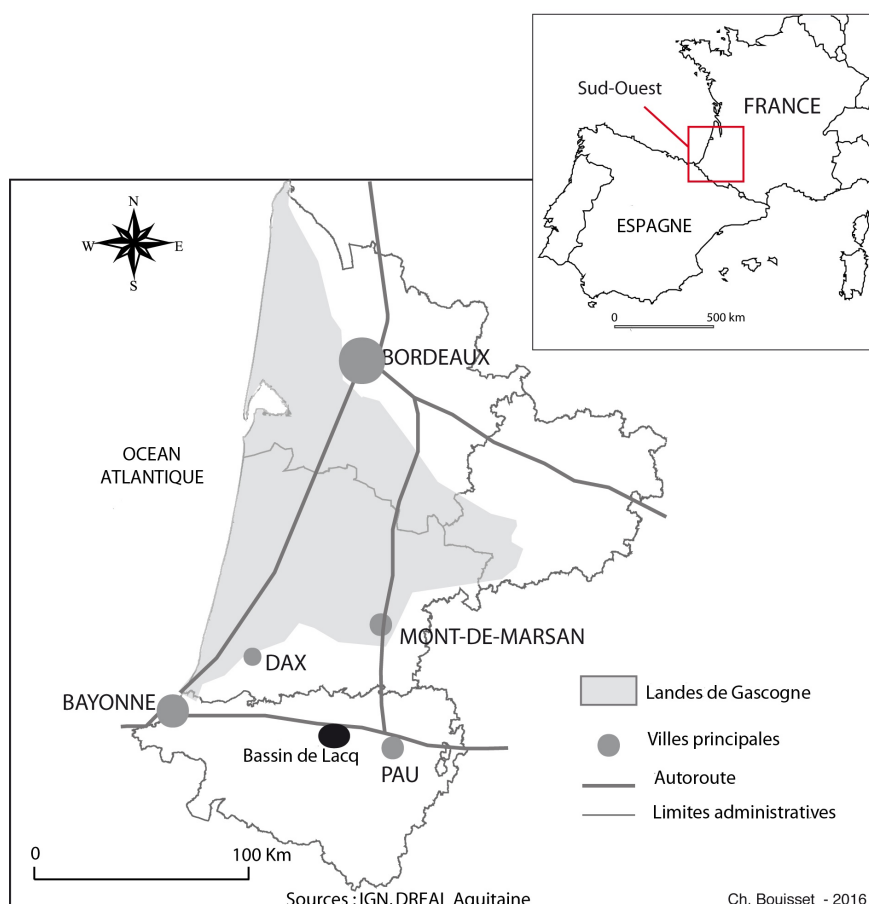 Sud-Ouest
FRANCE
ESPAGNE
0 500 km
N
W E
S
BORDEAUX
OCEAN
ATLANTIQUE
MONT-DE-MARSAN
DAX
BAYONNE
Bassin de Lacq
PAU
Landes de Gascogne
Villes principales
Autoroute
Limites administratives
0 100 Km
Sources : IGN, DREAL Aquitaine
Ch. Bouisset - 2016